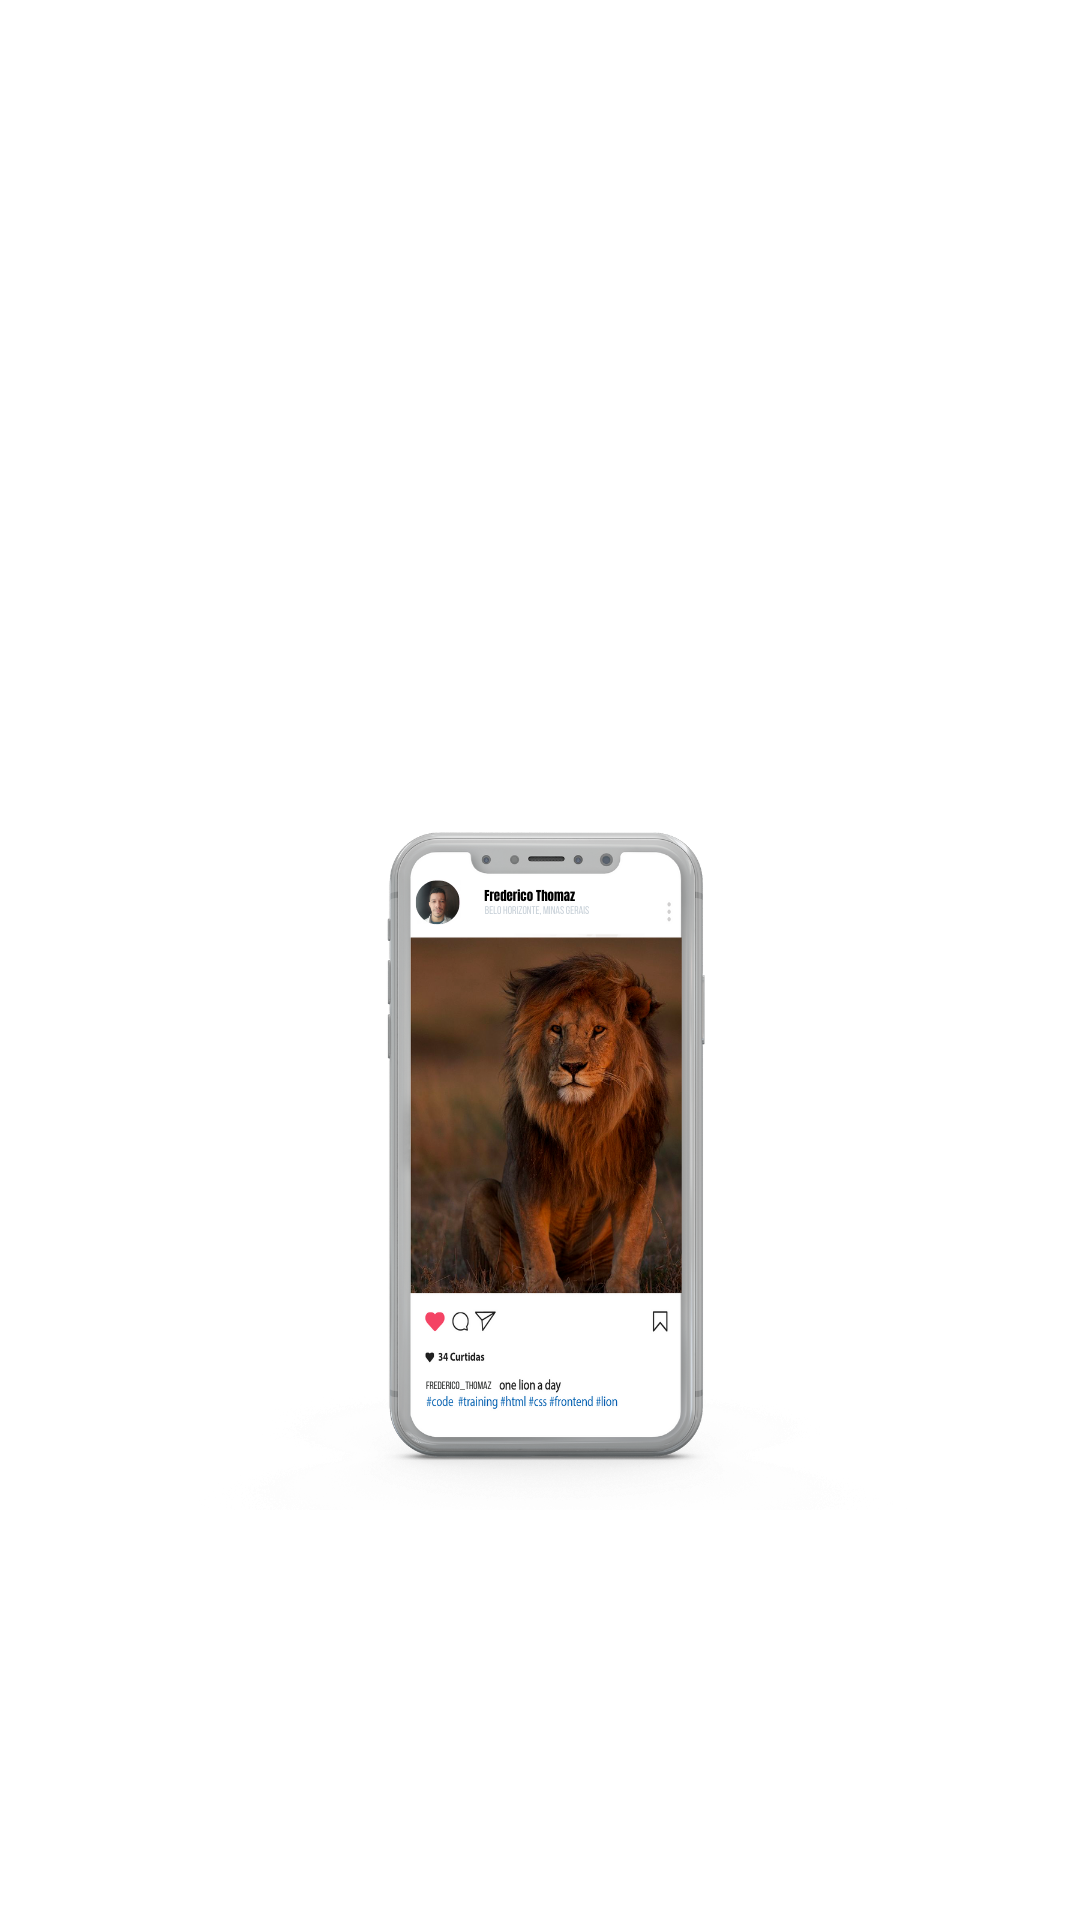 Frederico Thomaz
BELO HORIZONTE, MINAS GERAIS
34 Curtidas
FREDERICO_THOMAZ one lion a day
#code #training #html #css #frontend #lion